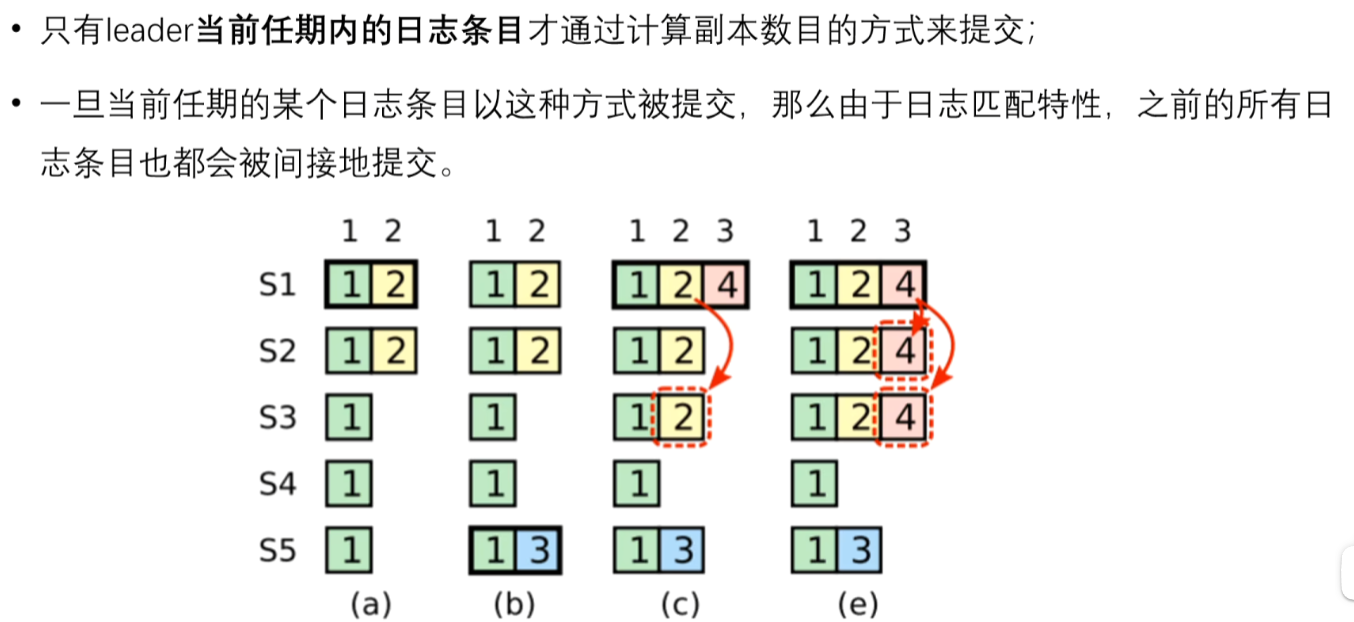 • 只有leader当前任期内的日志条目才通过计算副本数目的方式来提交；
• 一旦当前任期的某个日志条目以这种方式被提交，那么由于日志匹配特性，之前的所有日
志条目也都会被间接地提交。
1 2 1 2 1 2 3 1 2 3
S1 1 2 1 2 1 2 4 1 2 4
S2 1 2 1 2 1 2 1 2 4
S3 1 1 1 2 1 2 4
S4 1 1 1 1
S5 1 1 3 1 3 1 3
(a) (b) (c) (e)